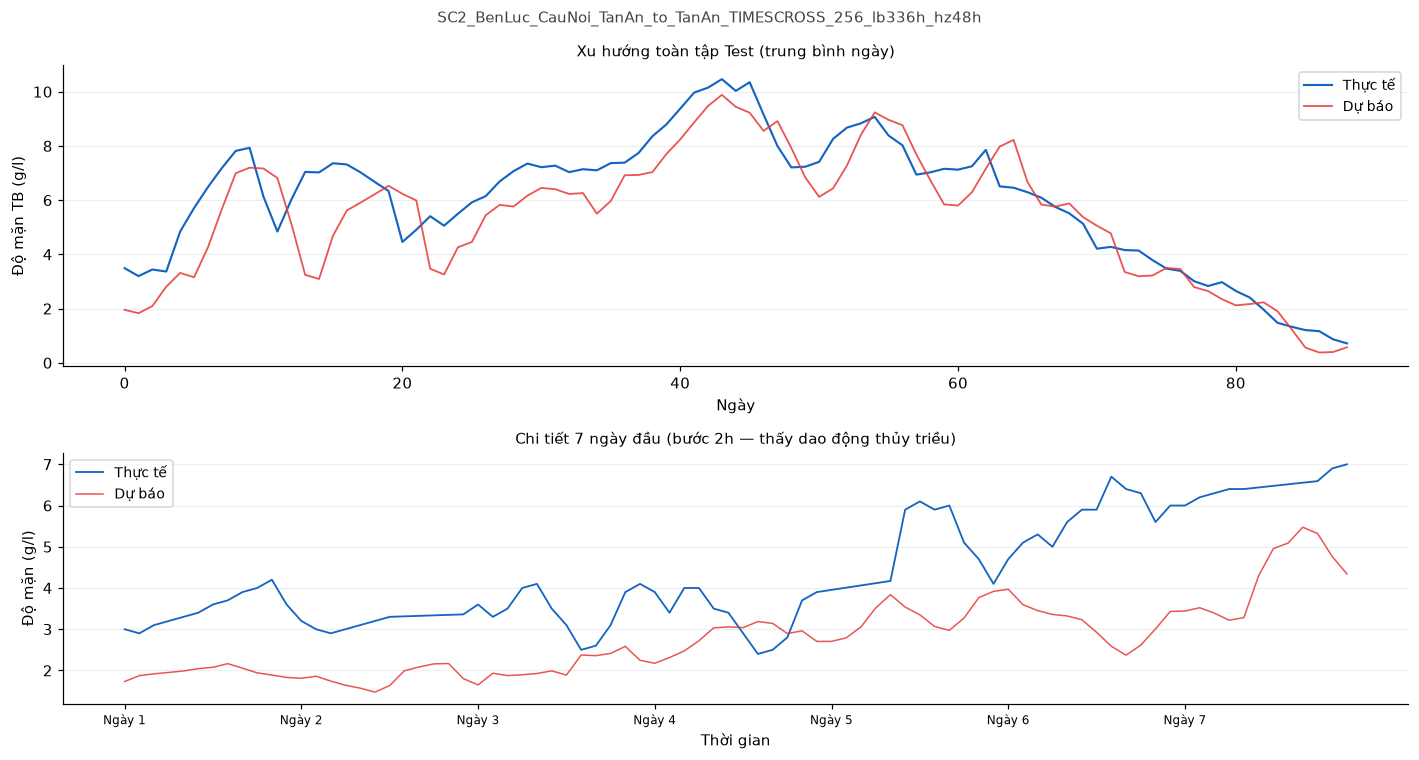 SC2_BenLuc_CauNoi_TanAn_to_TanAn_TIMESCROSS_256_lb336h_hz48h
Xu hướng toàn tập Test (trung bình ngày)
Thực tế
Dự báo
Độ mặn TB (g/l)
10
8
6
4
2
0
0 20 40 60 80
Ngày
Chi tiết 7 ngày đầu (bước 2h — thấy dao động thủy triều)
Thực tế
Dự báo
Độ mặn (g/l)
7
6
5
4
3
2
Ngày 1 Ngày 2 Ngày 3 Ngày 4 Ngày 5 Ngày 6 Ngày 7
Thời gian